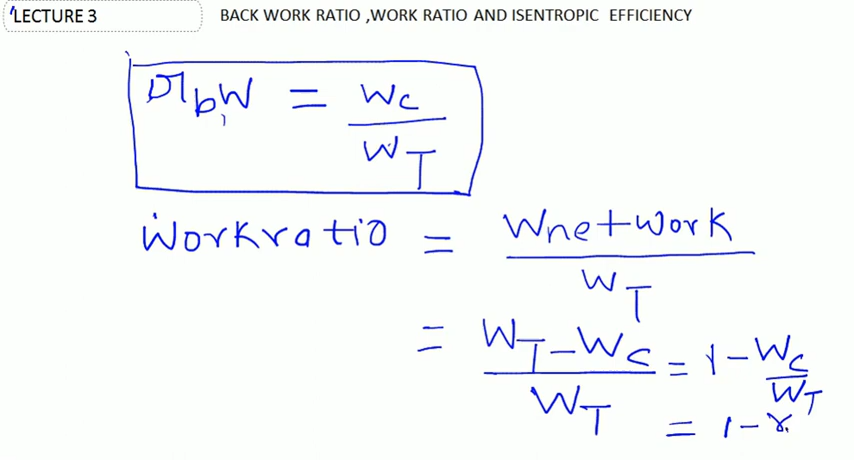 LECTURE 3
BACK WORK RATIO ,WORK RATIO AND ISENTROPIC EFFICIENCY
bW = Wc / WT
Workratio = Wnetwork / WT
= WT - Wc / WT = 1 - Wc / WT
= 1 - r